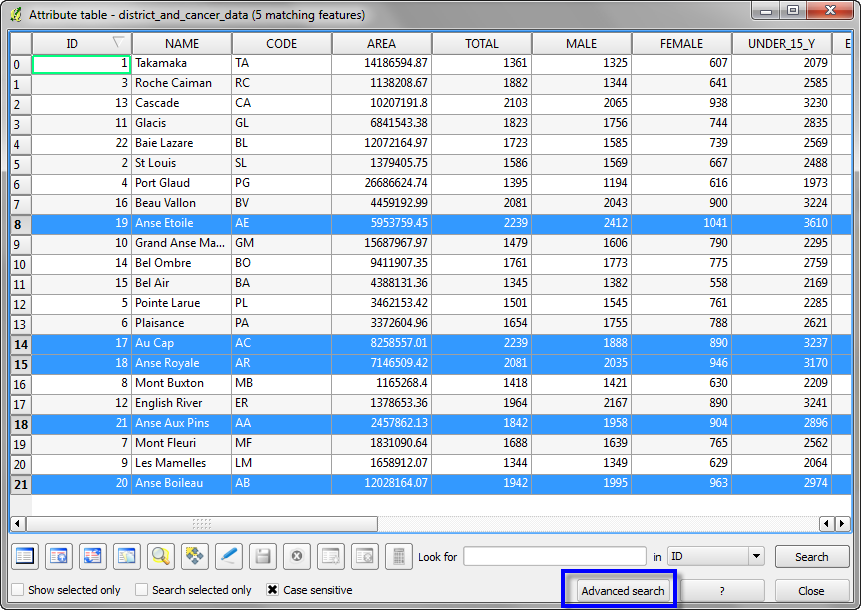 Attribute table - district_and_cancer_data (5 matching features)
ID NAME CODE AREA TOTAL MALE FEMALE UNDER_15_Y E
0 1 Takamaka TA 14186594.87 1361 1325 607 2079
1 3 Roche Caiman RC 1138208.67 1882 1344 641 2585
2 13 Cascade CA 10207191.8 2103 2065 938 3230
3 11 Glacis GL 6841543.38 1823 1756 744 2835
4 22 Baie Lazare BL 12072164.97 1723 1585 739 2569
5 2 St Louis SL 1379405.75 1586 1569 667 2488
6 4 Port Glaud PG 26686624.74 1395 1194 616 1973
7 16 Beau Vallon BV 4459192.99 2081 2043 900 3224
8 19 Anse Etoile AE 5953759.45 2239 2412 1041 3610
9 10 Grand Anse Ma... GM 15687967.97 1479 1606 790 2295
10 14 Bel Ombre BO 9411907.35 1761 1773 775 2759
11 15 Bel Air BA 4388131.36 1345 1382 558 2169
12 5 Pointe Larue PL 3462153.42 1501 1545 761 2285
13 6 Plaisance PA 3372604.96 1654 1755 788 2621
14 17 Au Cap AC 8258557.01 2239 1888 890 3237
15 18 Anse Royale AR 7146509.42 2081 2035 946 3170
16 8 Mont Buxton MB 1165268.4 1418 1421 630 2209
17 12 English River ER 1378653.36 1964 2167 890 3241
18 21 Anse Aux Pins AA 2457862.13 1842 1958 904 2896
19 7 Mont Fleuri MF 1831090.64 1688 1639 765 2562
20 9 Les Mamelles LM 1658912.07 1344 1349 629 2064
21 20 Anse Boileau AB 12028164.07 1942 1995 963 2974
Look for in ID Search
Show selected only Search selected only Case sensitive Advanced search ? Close